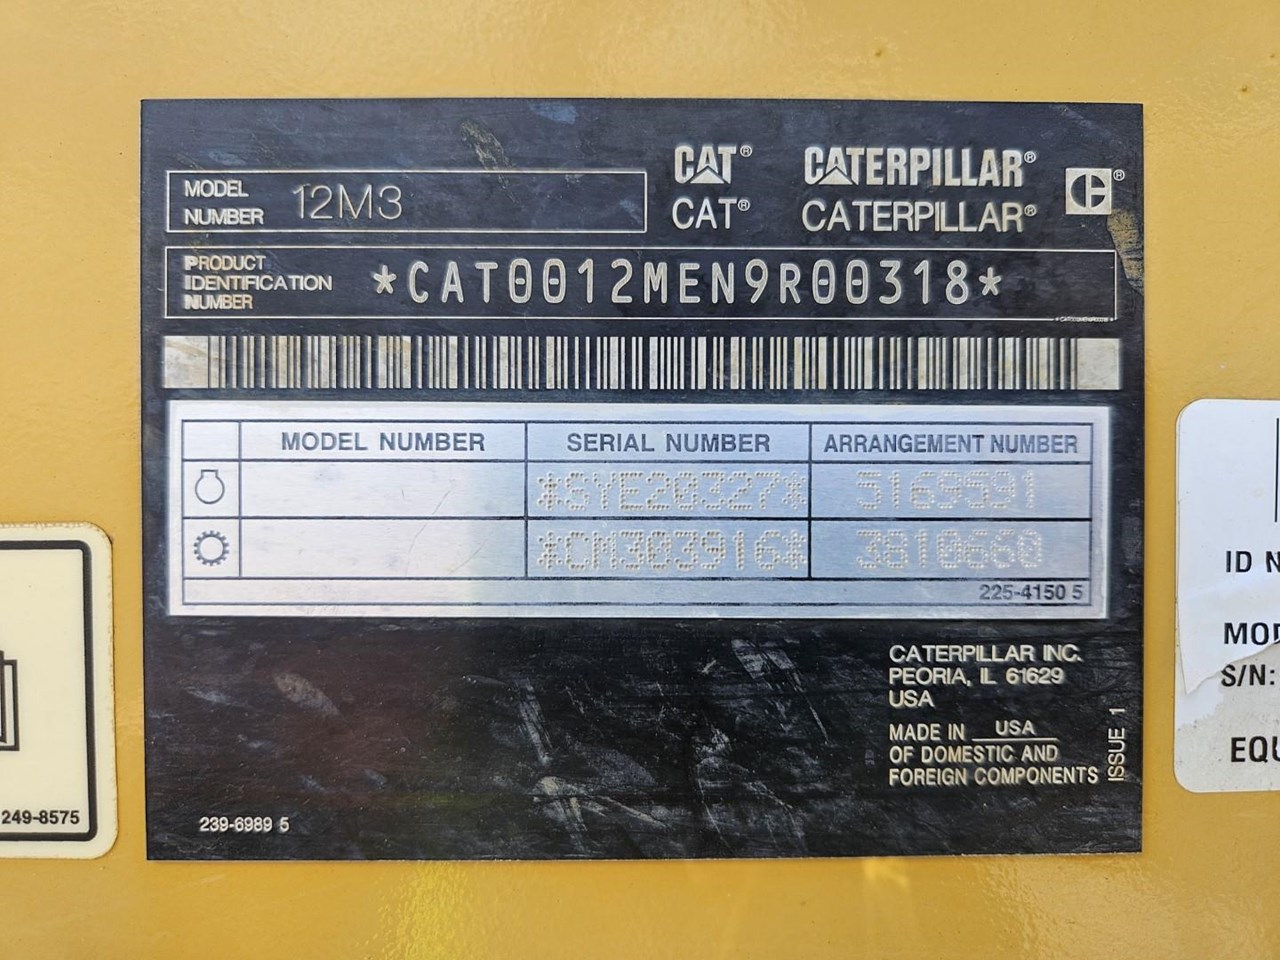 MODEL NUMBER 12M3
CAT® CATERPILLAR®
CAT® CATERPILLAR®
PRODUCT IDENTIFICATION NUMBER *CAT0012MEN9R00318*
MODEL NUMBER SERIAL NUMBER ARRANGEMENT NUMBER
*SYE20327* 5169591
*CM303916* 3810660
225-4150 5
CATERPILLAR INC.
PEORIA, IL 61629
USA
MADE IN USA
OF DOMESTIC AND
FOREIGN COMPONENTS
ISSUE 1
239-6989 5
249-8575
ID N
MOD
S/N:
EQU